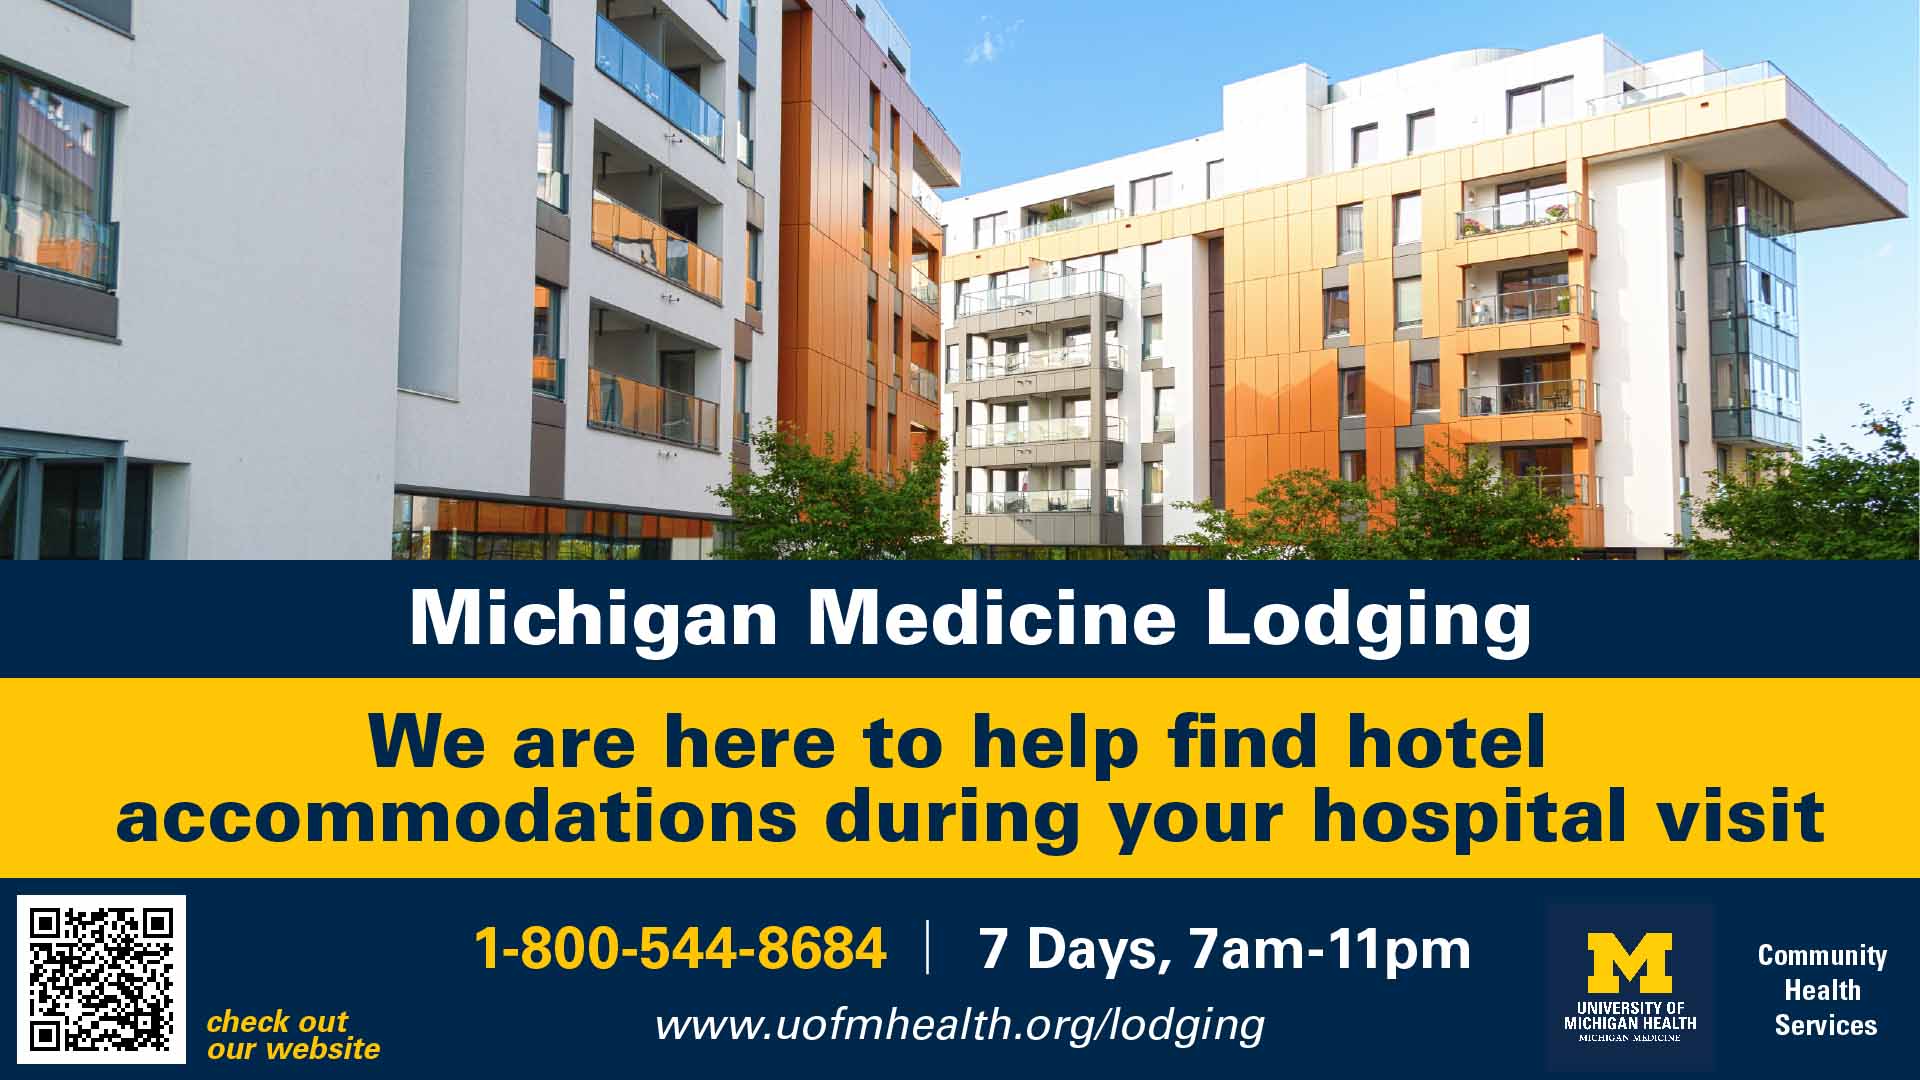 Michigan Medicine Lodging
We are here to help find hotel
accommodations during your hospital visit
1-800-544-8684 | 7 Days, 7am-11pm
www.uofmhealth.org/lodging
check out
our website
M
UNIVERSITY OF
MICHIGAN HEALTH
MICHIGAN MEDICINE
Community
Health
Services